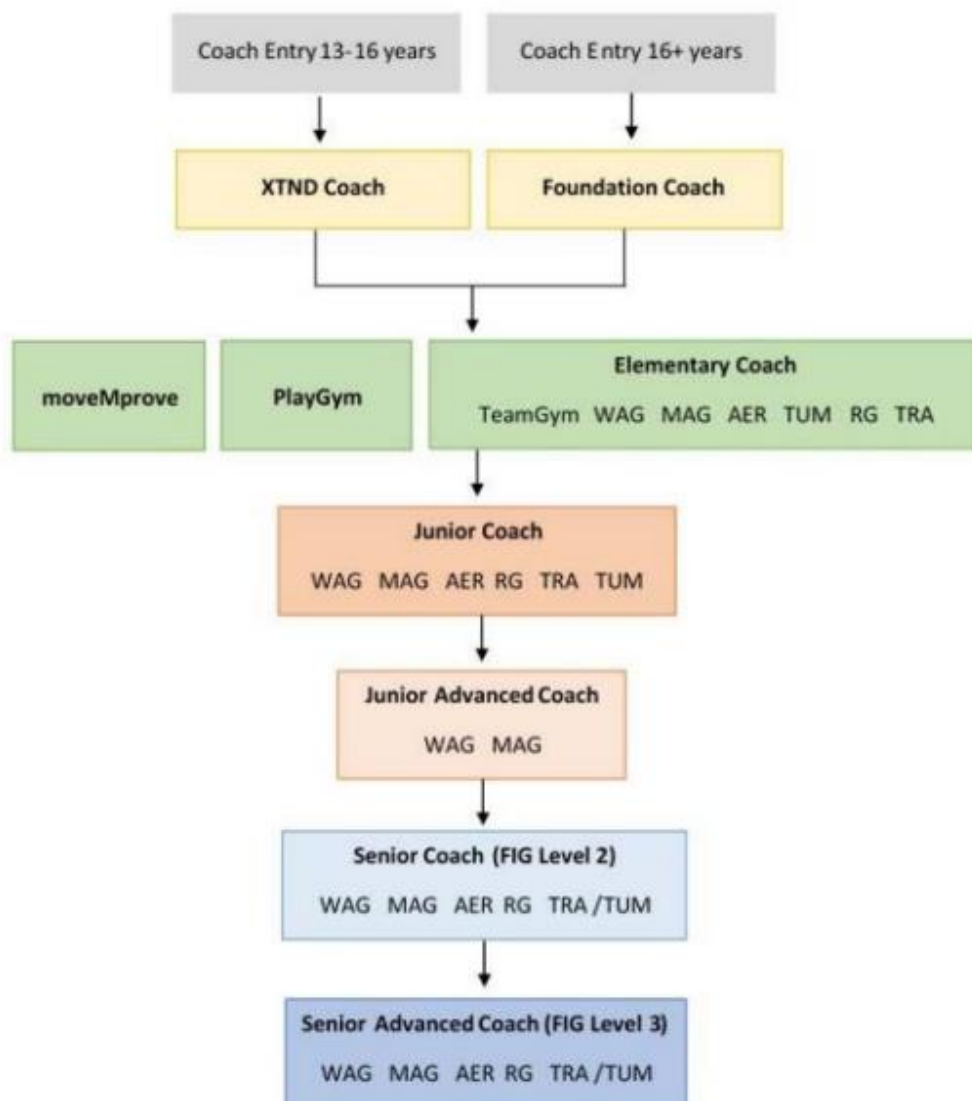 Coach Entry 13-16 years
Coach Entry 16+ years
XTND Coach
Foundation Coach
moveMprove
PlayGym
Elementary Coach
TeamGym WAG MAG AER TUM RG TRA
Junior Coach
WAG MAG AER RG TRA TUM
Junior Advanced Coach
WAG MAG
Senior Coach (FIG Level 2)
WAG MAG AER RG TRA /TUM
Senior Advanced Coach (FIG Level 3)
WAG MAG AER RG TRA /TUM